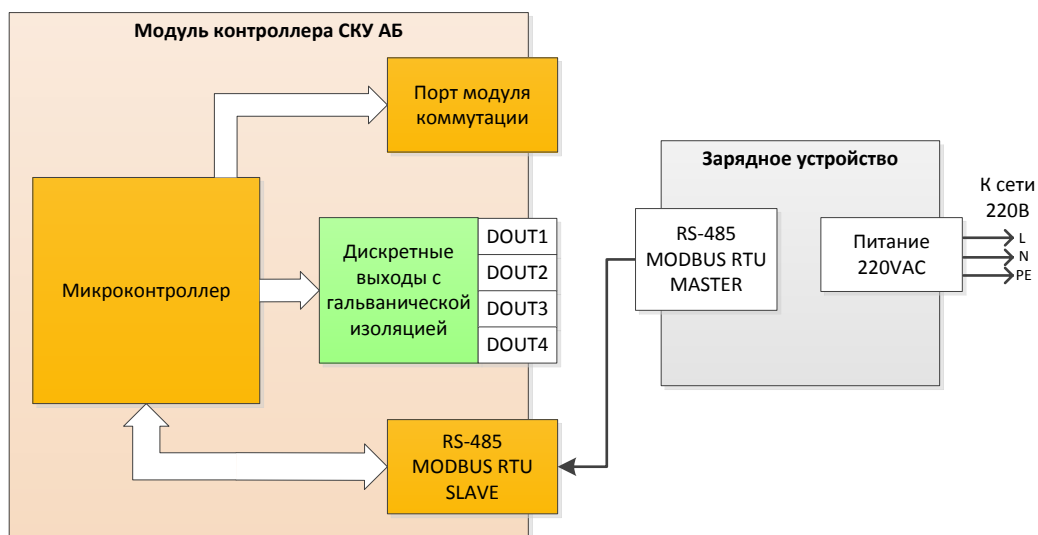 Модуль контроллера СКУ АБ
Порт модуля
коммутации
Микроконтроллер
Дискретные
выходы с
гальванической
изоляцией
DOUT1
DOUT2
DOUT3
DOUT4
RS-485
MODBUS RTU
SLAVE
Зарядное устройство
RS-485
MODBUS RTU
MASTER
Питание
220VAC
К сети
220В
L
N
PE